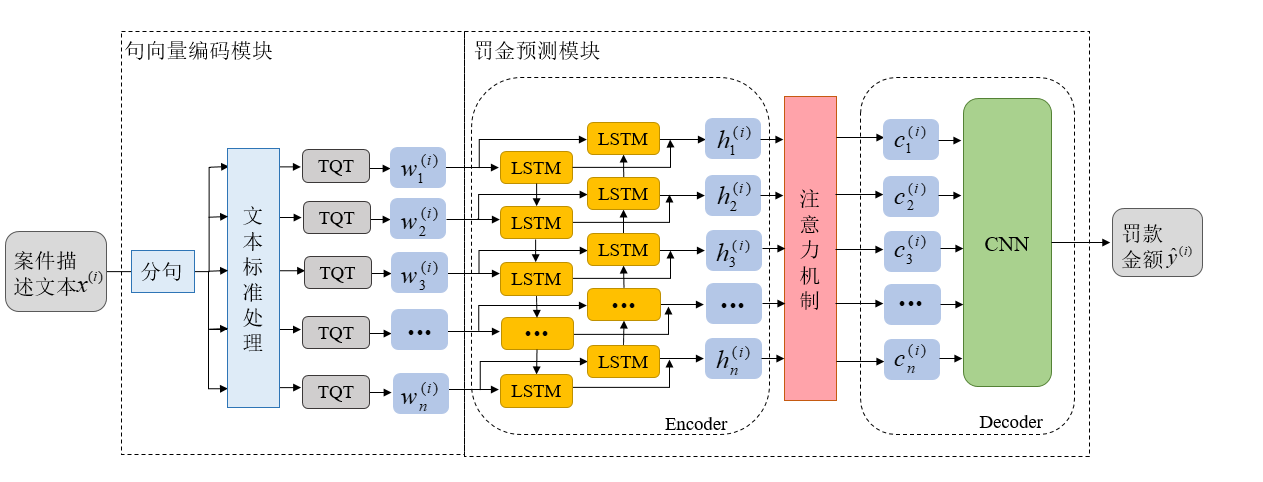 句向量编码模块
罚金预测模块
案件描
述文本x^(i)
分句
文本标准处理
TQT
TQT
TQT
TQT
TQT
w_1^(i)
w_2^(i)
w_3^(i)
•••
w_n^(i)
LSTM
LSTM
LSTM
LSTM
LSTM
LSTM
•••
•••
LSTM
LSTM
h_1^(i)
h_2^(i)
h_3^(i)
•••
h_n^(i)
Encoder
注意力机制
c_1^(i)
c_2^(i)
c_3^(i)
•••
c_n^(i)
CNN
Decoder
罚款
金额ŷ^(i)